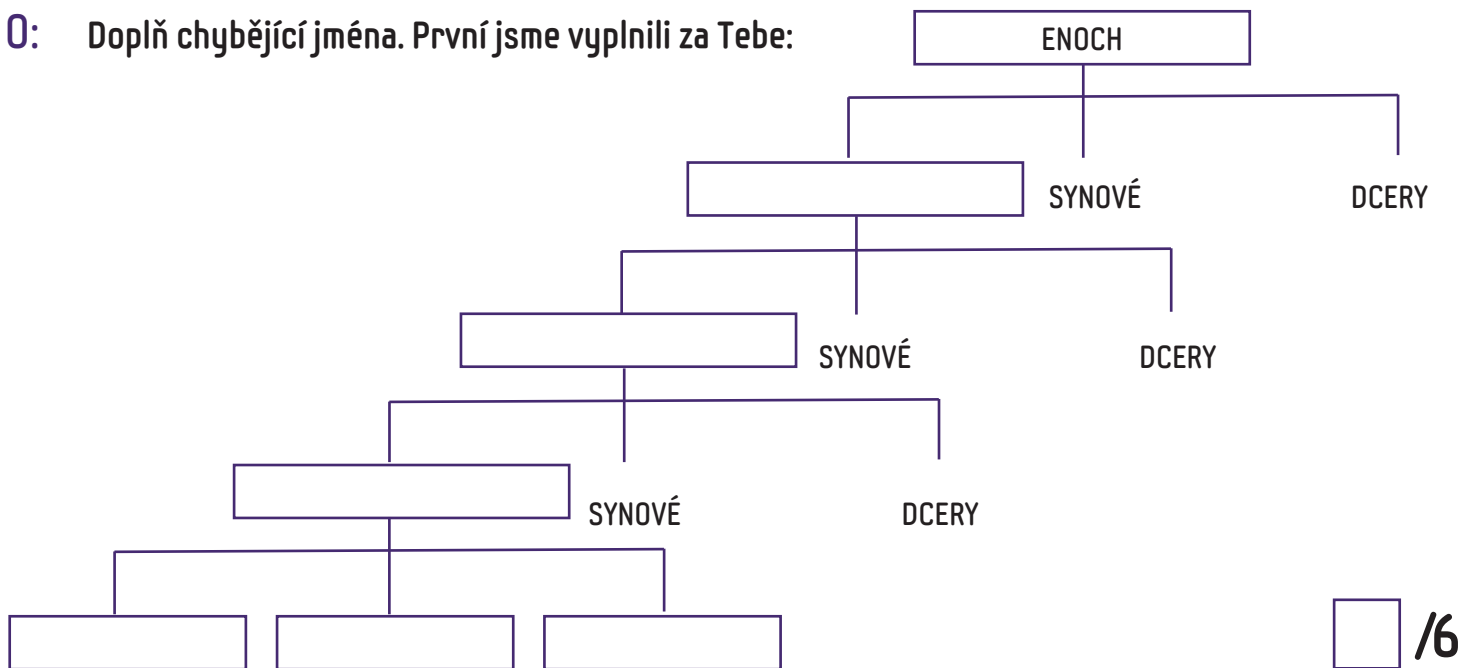 O: Doplň chybějící jména. První jsme vyplnili za Tebe:
ENOCH
SYNOVÉ DCERY
SYNOVÉ DCERY
SYNOVÉ DCERY
/6